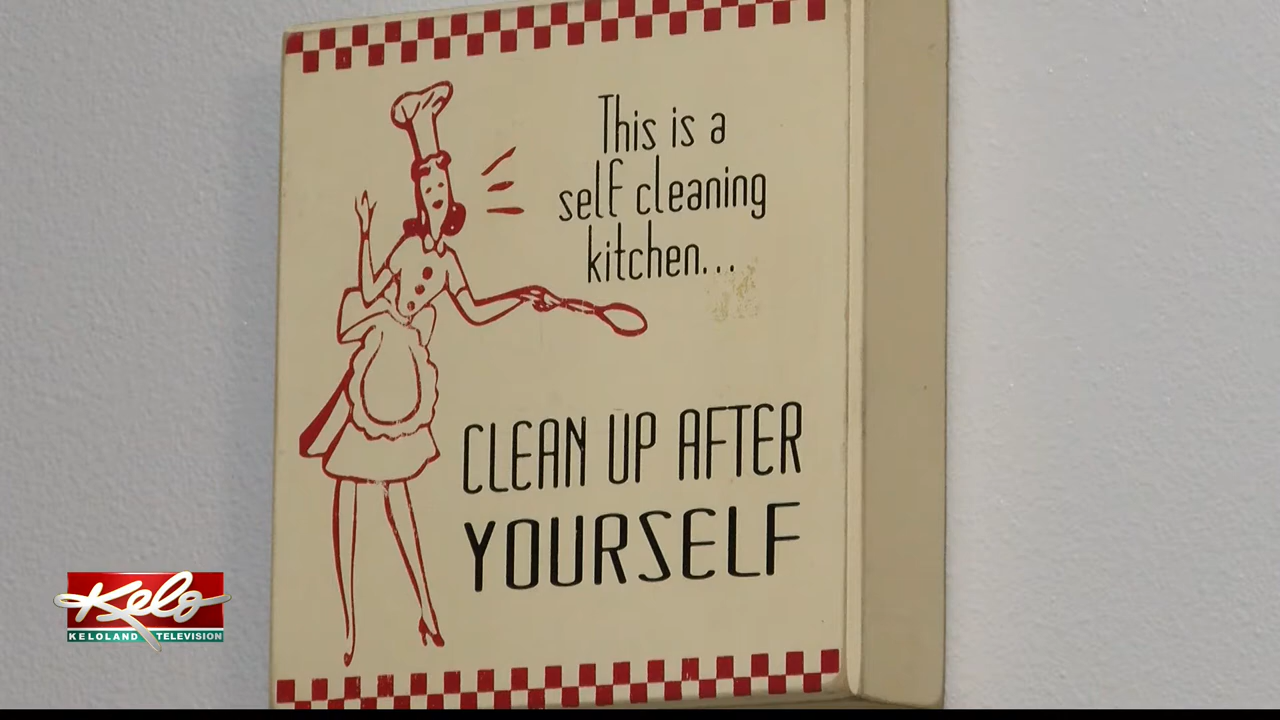 This is a
self cleaning
kitchen...
CLEAN UP AFTER
YOURSELF
Kelo
KELOLAND TELEVISION